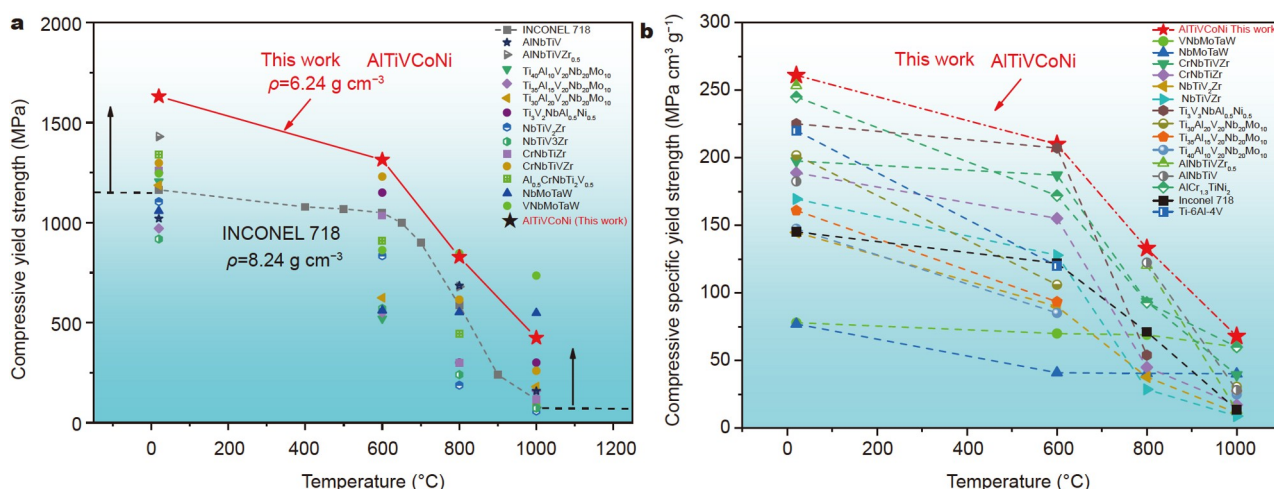 a
Compressive yield strength (MPa)
2000
1500
1000
500
0
0 200 400 600 800 1000 1200
Temperature (°C)
This work AlTiVCoNi
ρ=6.24 g cm⁻³
INCONEL 718
ρ=8.24 g cm⁻³
INCONEL 718
AlNbTiV
AlNbTiVZr₀.₅
Ti₄₀Al₁₀V₂₀Nb₂₀Mo₁₀
Ti₃₅Al₁₅V₂₀Nb₂₀Mo₁₀
Ti₃₀Al₂₀V₂₀Nb₂₀Mo₁₀
Ti₃V₂NbAl₀.₅Ni₀.₅
NbTiV₂Zr
NbTiV3Zr
CrNbTiZr
CrNbTiVZr
Al₀.₅CrNbTi₂V₀.₅
NbMoTaW
VNbMoTaW
AlTiVCoNi (This work)
b
Compressive specific yield strength (MPa cm³ g⁻¹)
300
250
200
150
100
50
0
0 200 400 600 800 1000
Temperature (°C)
This work AlTiVCoNi
AlTiVCoNi This work
VNbMoTaW
NbMoTaW
CrNbTiVZr
CrNbTiZr
NbTiV₂Zr
NbTiVZr
Ti₃V₃NbAl₀.₅Ni₀.₅
Ti₃₀Al₂₀V₂₀Nb₂₀Mo₁₀
Ti₃₅Al₁₅V₂₀Nb₂₀Mo₁₀
Ti₄₀Al₁₀V₂₀Nb₂₀Mo₁₀
AlNbTiVZr₀.₅
AlNbTiV
AlCr₁.₃TiNi₂
Inconel 718
Ti-6Al-4V